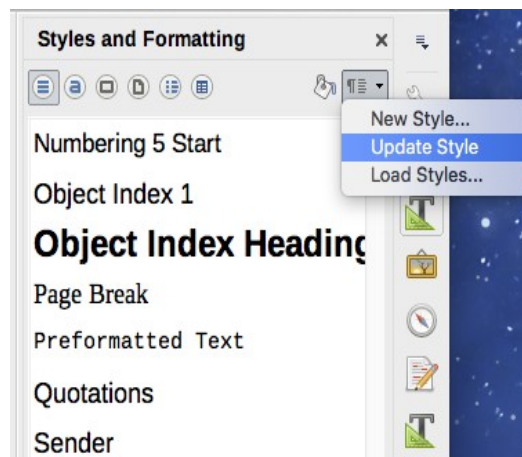 Styles and Formatting
New Style...
Update Style
Load Styles...
Numbering 5 Start
Object Index 1
Object Index Heading
Page Break
Preformatted Text
Quotations
Sender